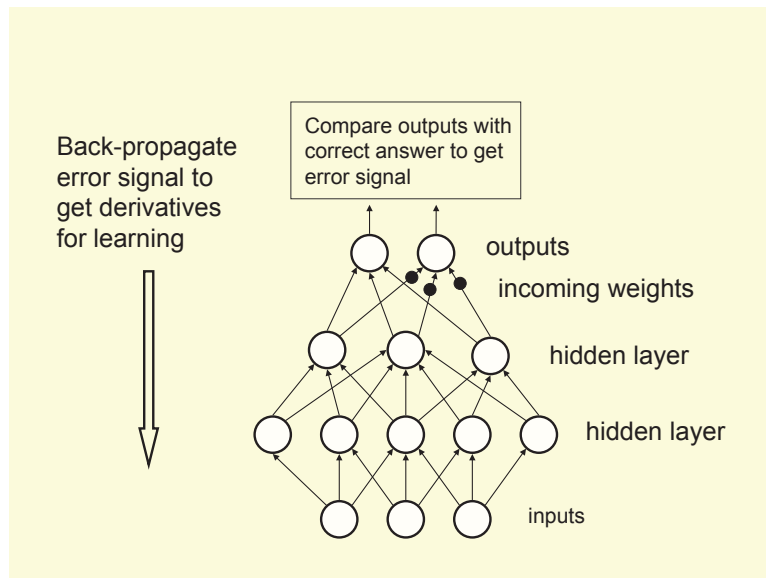 Compare outputs with
correct answer to get
error signal
Back-propagate
error signal to
get derivatives
for learning
outputs
incoming weights
hidden layer
hidden layer
inputs